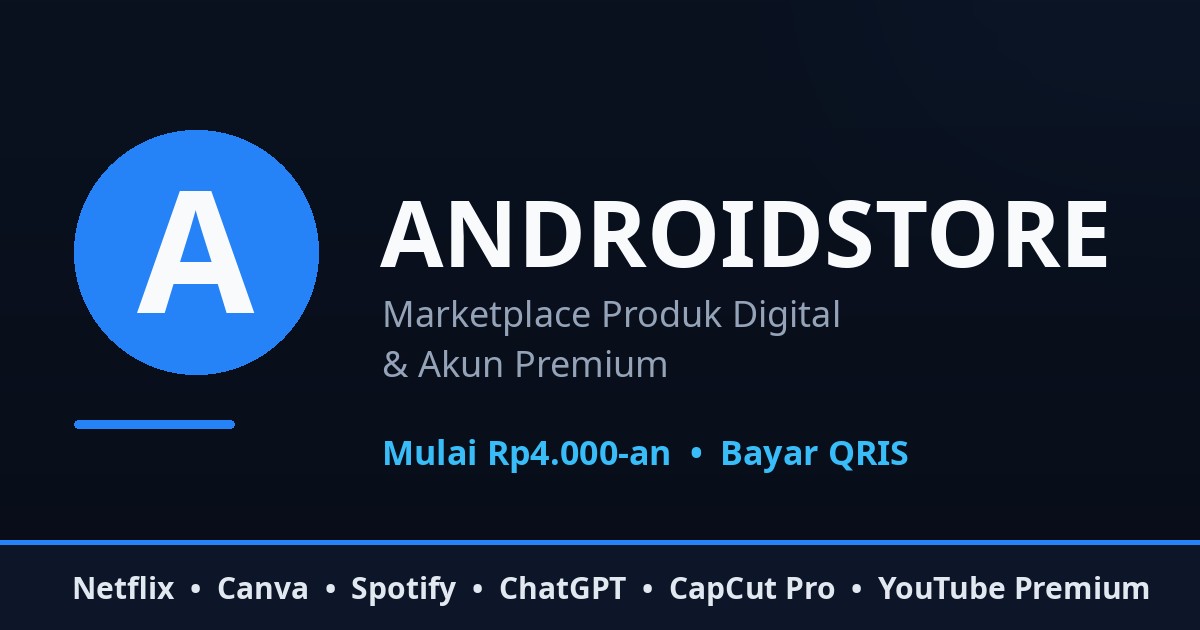 A
ANDROIDSTORE
Marketplace Produk Digital
& Akun Premium
Mulai Rp4.000-an • Bayar QRIS
Netflix • Canva • Spotify • ChatGPT • CapCut Pro • YouTube Premium